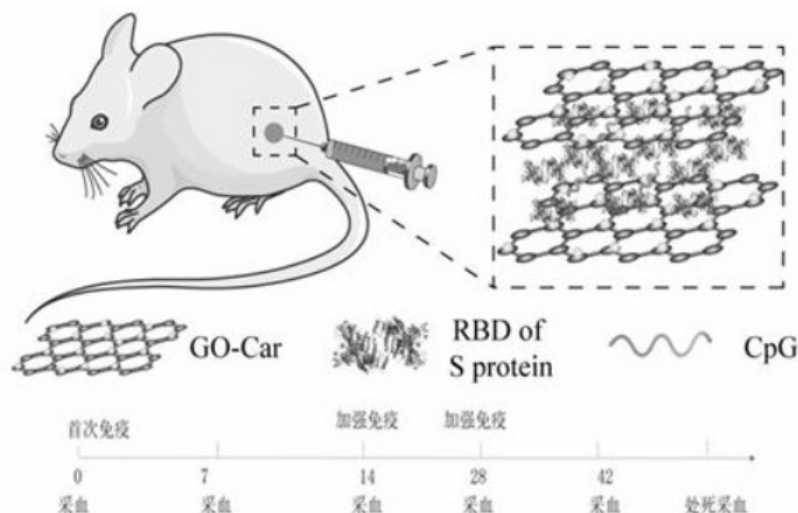 GO-Car
RBD of
S protein
CpG
首次免疫
加强免疫
加强免疫
0
7
14
28
42
采血
采血
采血
采血
采血
处死采血